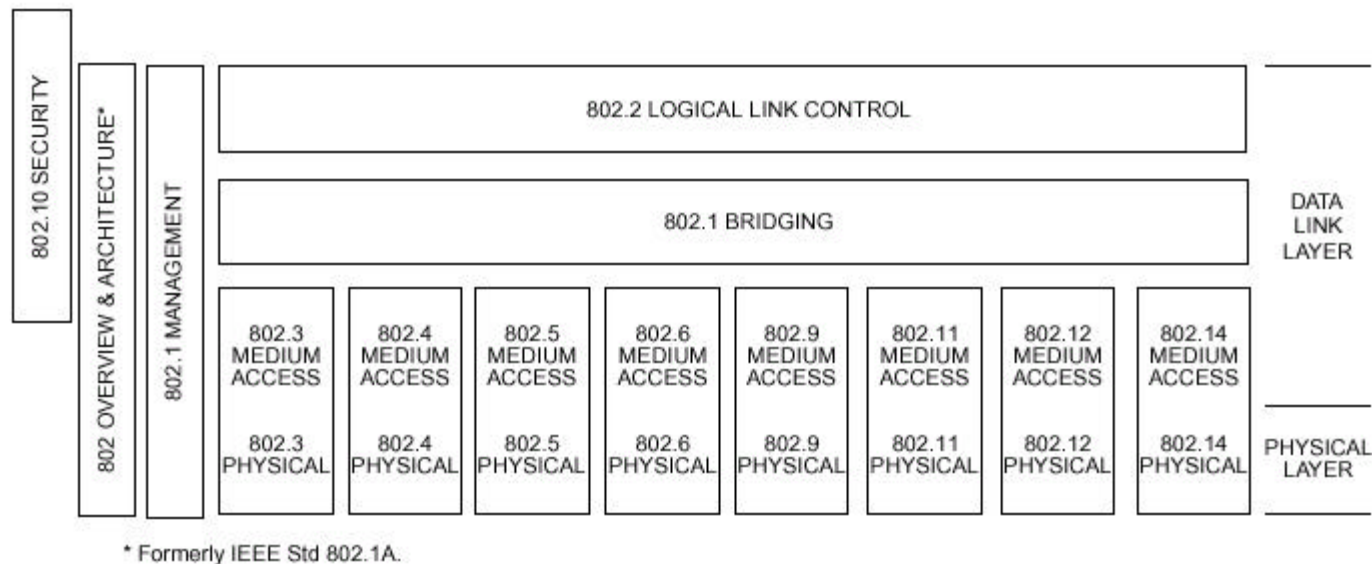 802.10 SECURITY
802 OVERVIEW & ARCHITECTURE*
802.1 MANAGEMENT
802.2 LOGICAL LINK CONTROL
802.1 BRIDGING
DATA
LINK
LAYER
802.3
MEDIUM
ACCESS
802.4
MEDIUM
ACCESS
802.5
MEDIUM
ACCESS
802.6
MEDIUM
ACCESS
802.9
MEDIUM
ACCESS
802.11
MEDIUM
ACCESS
802.12
MEDIUM
ACCESS
802.14
MEDIUM
ACCESS
802.3
PHYSICAL
802.4
PHYSICAL
802.5
PHYSICAL
802.6
PHYSICAL
802.9
PHYSICAL
802.11
PHYSICAL
802.12
PHYSICAL
802.14
PHYSICAL
PHYSICAL
LAYER
* Formerly IEEE Std 802.1A.